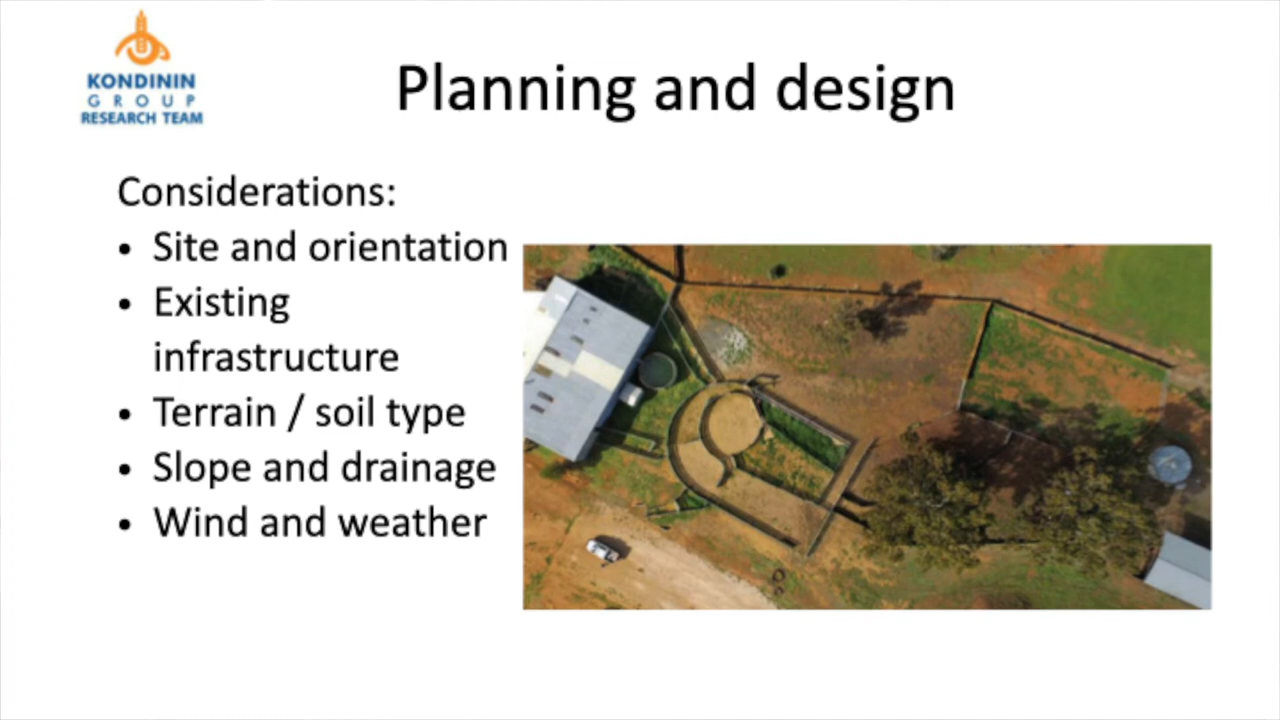 KONDININ
GROUP
RESEARCH TEAM
Planning and design
Considerations:
• Site and orientation
• Existing
infrastructure
• Terrain / soil type
• Slope and drainage
• Wind and weather